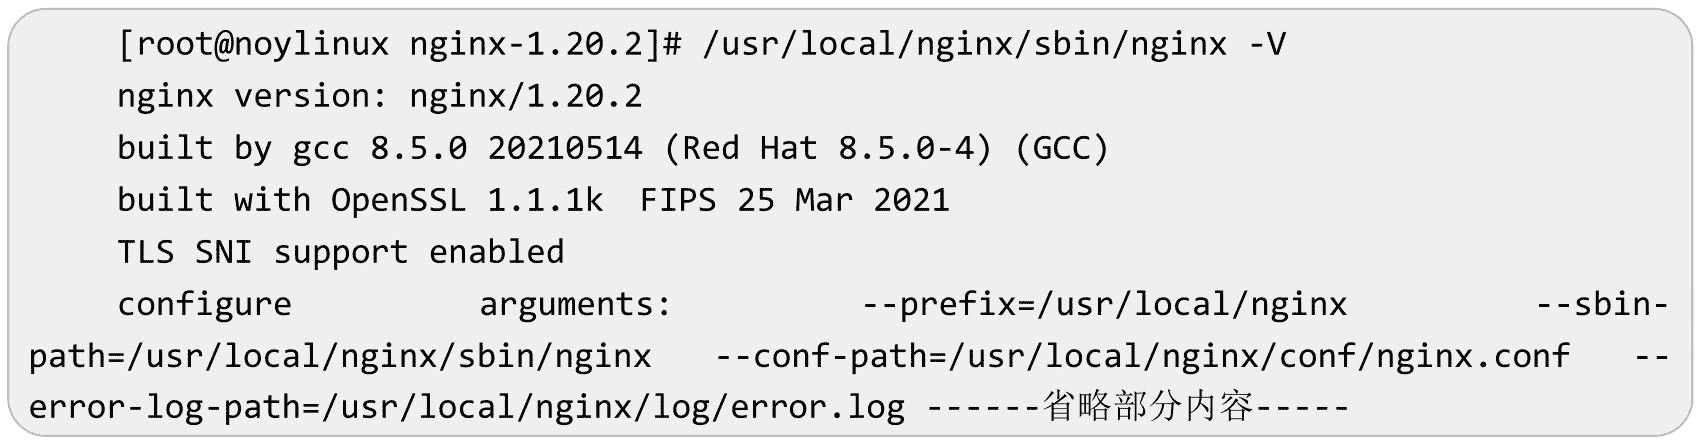 [root@noylinux nginx-1.20.2]# /usr/local/nginx/sbin/nginx -V
nginx version: nginx/1.20.2
built by gcc 8.5.0 20210514 (Red Hat 8.5.0-4) (GCC)
built with OpenSSL 1.1.1k  FIPS 25 Mar 2021
TLS SNI support enabled
configure arguments: --prefix=/usr/local/nginx --sbin-
path=/usr/local/nginx/sbin/nginx --conf-path=/usr/local/nginx/conf/nginx.conf --
error-log-path=/usr/local/nginx/log/error.log ------省略部分内容-----